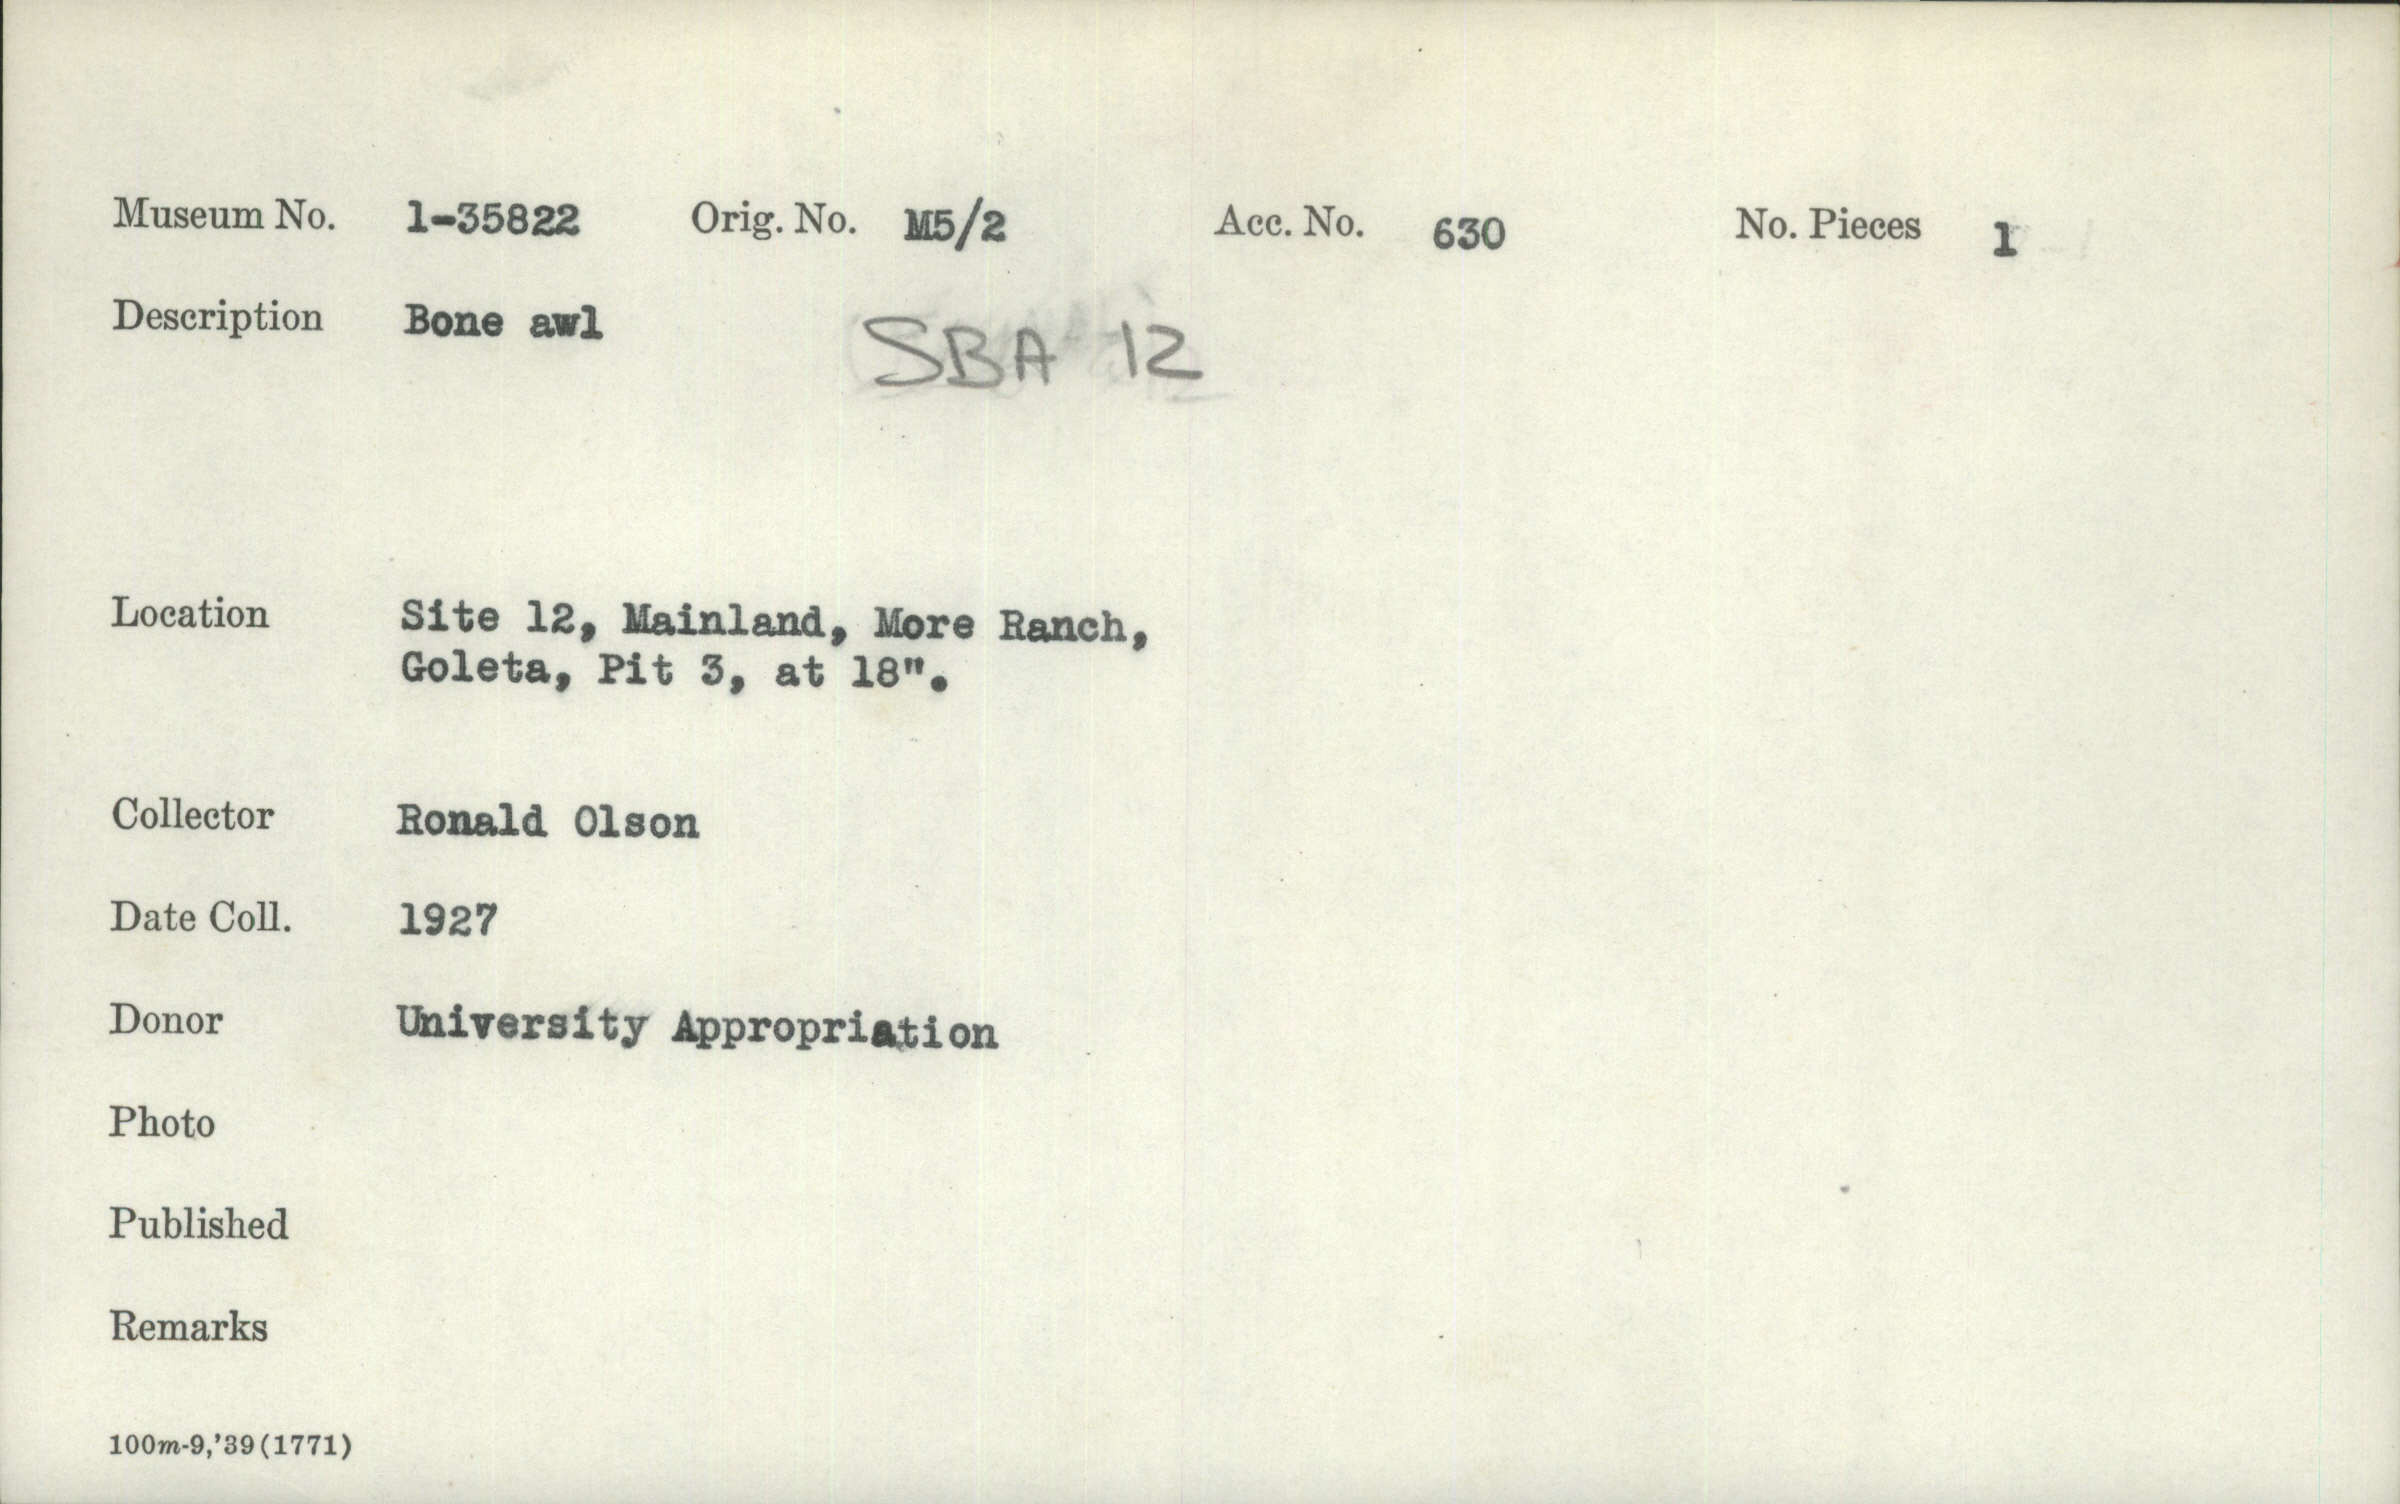 Museum No. 1-35822 Orig. No. M5/2 Acc. No. 630 No. Pieces 1
Description Bone awl
SBA 12
Location Site 12, Mainland, More Ranch,
Goleta, Pit 3, at 18".
Collector Ronald Olson
Date Coll. 1927
Donor University Appropriation
Photo
Published
Remarks
100m-9,'39(1771)